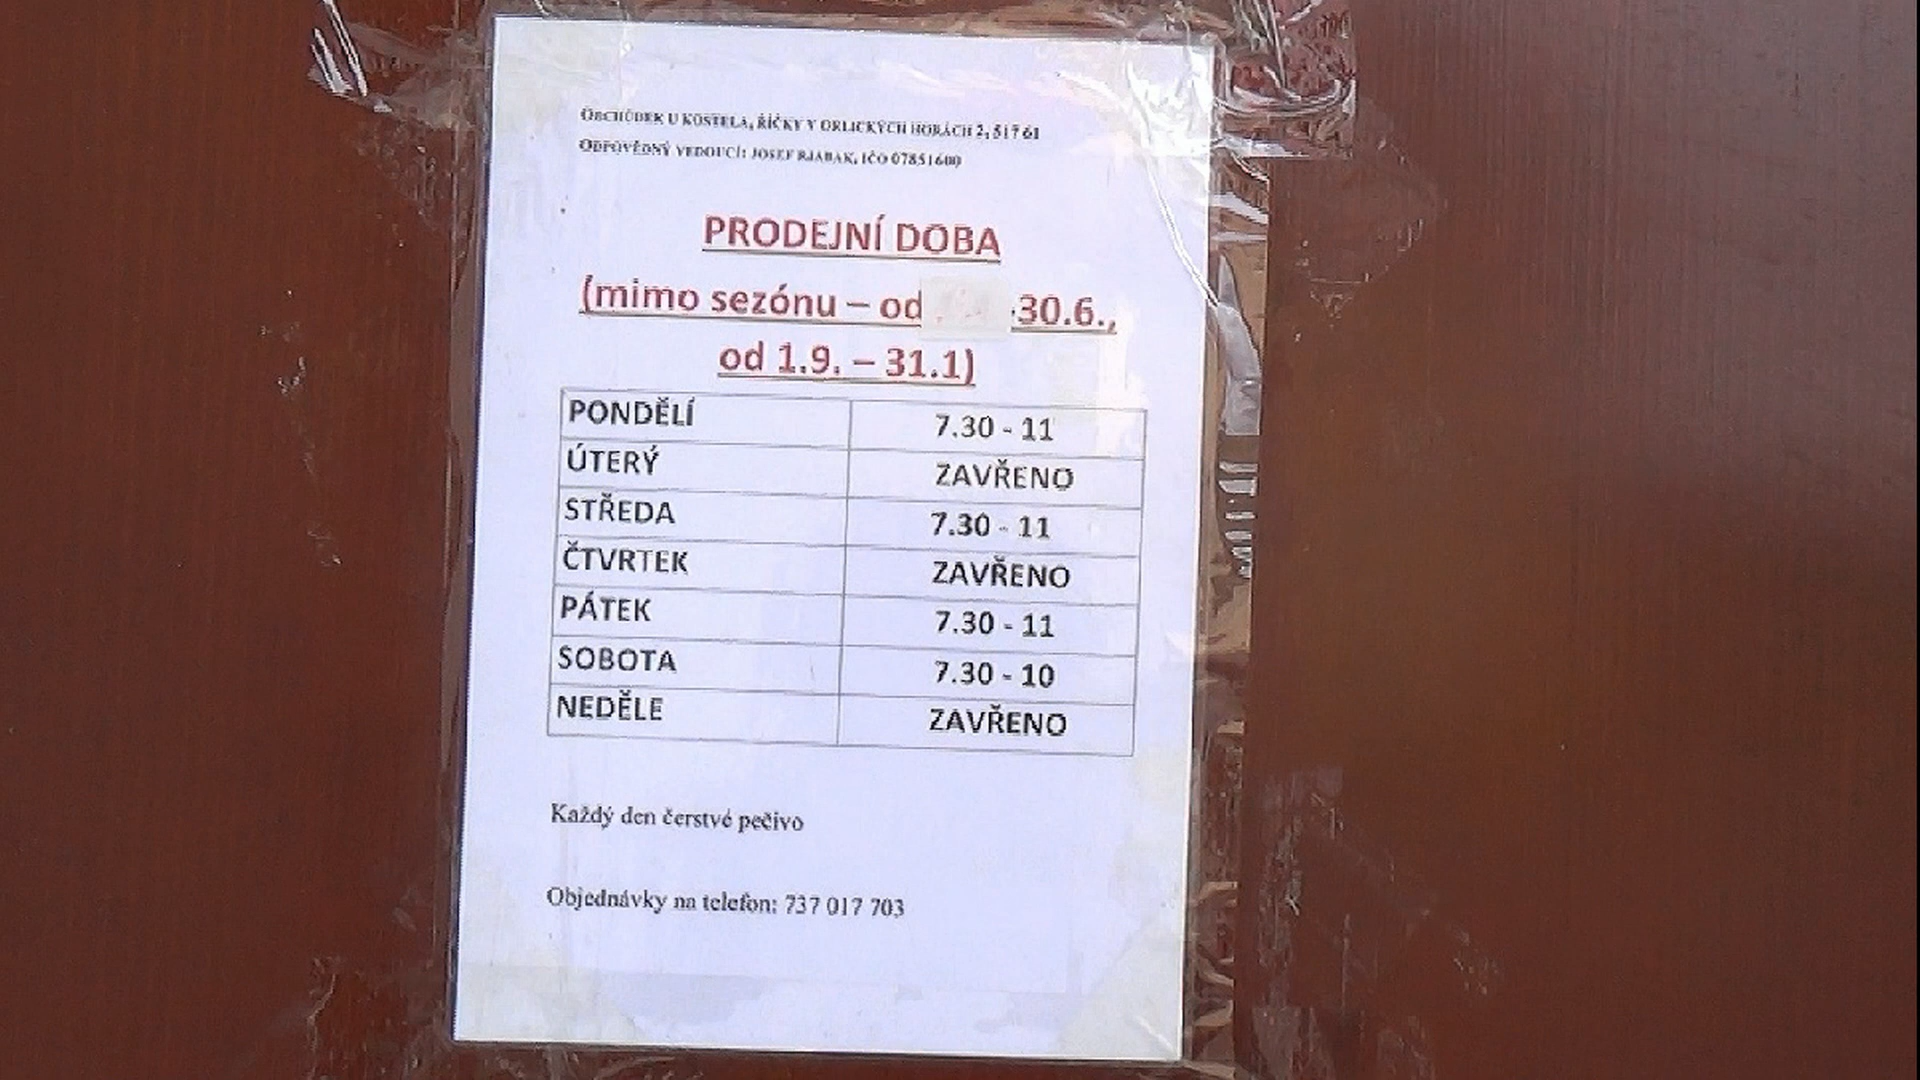 OBCHŮDEK U KOSTELA, ŘÍČKY V ORLICKÝCH HORÁCH 2, 517 61
ODPOVĚDNÝ VEDOUCÍ: JOSEF RJABAK, IČO 07851600
PRODEJNÍ DOBA
(mimo sezónu – od -30.6.,
od 1.9. – 31.1)
PONDĚLÍ 7.30 - 11
ÚTERÝ ZAVŘENO
STŘEDA 7.30 - 11
ČTVRTEK ZAVŘENO
PÁTEK 7.30 - 11
SOBOTA 7.30 - 10
NEDĚLE ZAVŘENO
Každý den čerstvé pečivo
Objednávky na telefon: 737 017 703